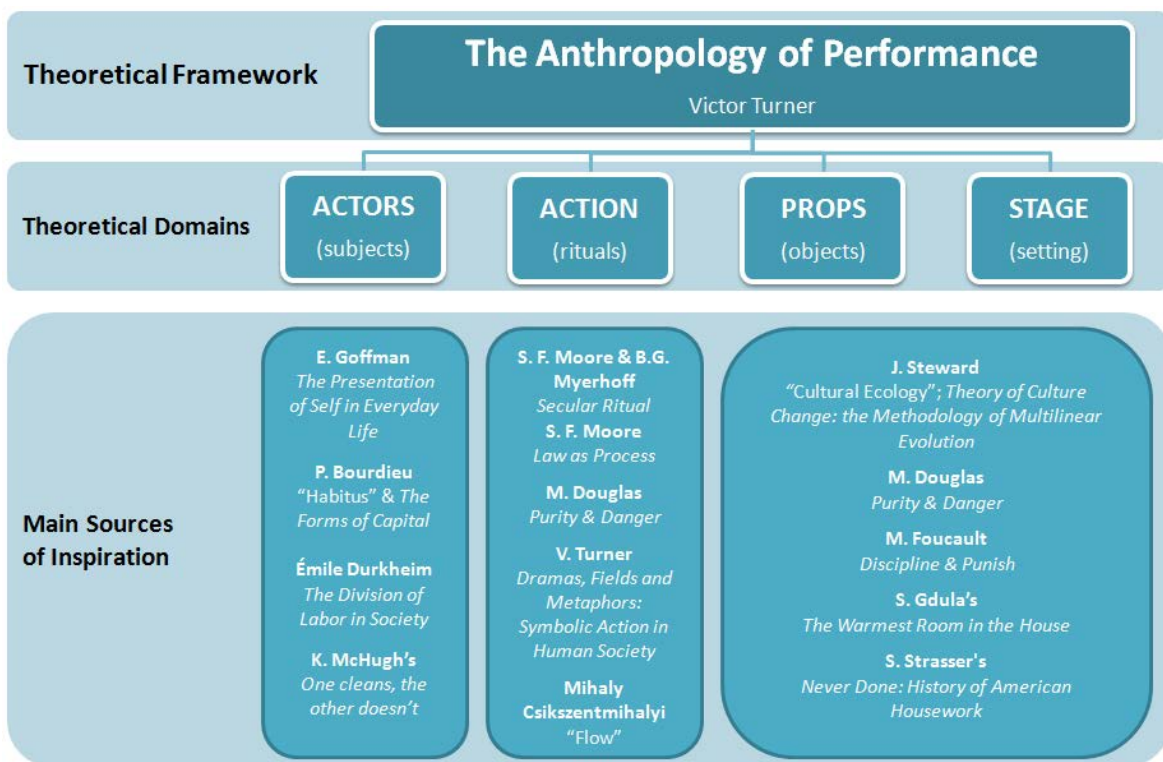 Theoretical Framework
The Anthropology of Performance
Victor Turner
Theoretical Domains
ACTORS
(subjects)
ACTION
(rituals)
PROPS
(objects)
STAGE
(setting)
Main Sources
of Inspiration
E. Goffman
The Presentation
of Self in Everyday
Life
P. Bourdieu
“Habitus” & The
Forms of Capital
Émile Durkheim
The Division of
Labor in Society
K. McHugh’s
One cleans, the
other doesn’t
S. F. Moore & B.G.
Myerhoff
Secular Ritual
S. F. Moore
Law as Process
M. Douglas
Purity & Danger
V. Turner
Dramas, Fields and
Metaphors:
Symbolic Action in
Human Society
Mihaly
Csikszentmihalyi
“Flow”
J. Steward
“Cultural Ecology”; Theory of Culture
Change: the Methodology of Multilinear
Evolution
M. Douglas
Purity & Danger
M. Foucault
Discipline & Punish
S. Gdula’s
The Warmest Room in the House
S. Strasser's
Never Done: History of American
Housework